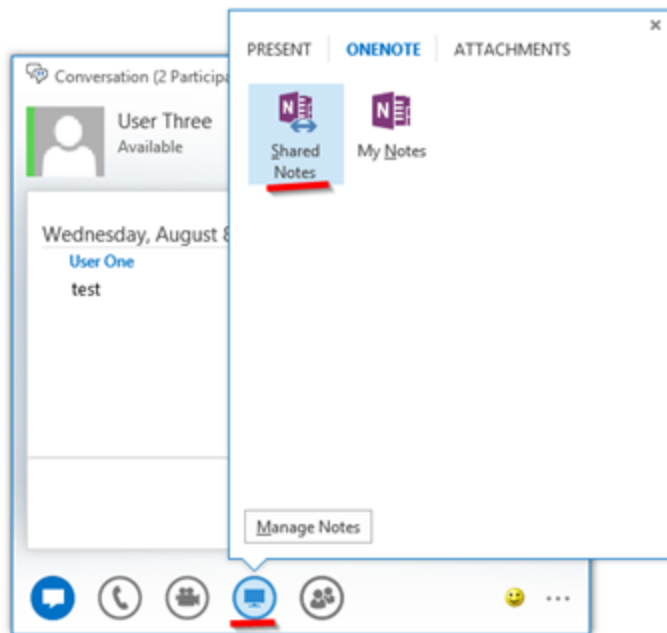 PRESENT ONENOTE ATTACHMENTS
Conversation (2 Participa
User Three
Available
Shared
Notes
My Notes
Wednesday, August 8
User One
test
Manage Notes